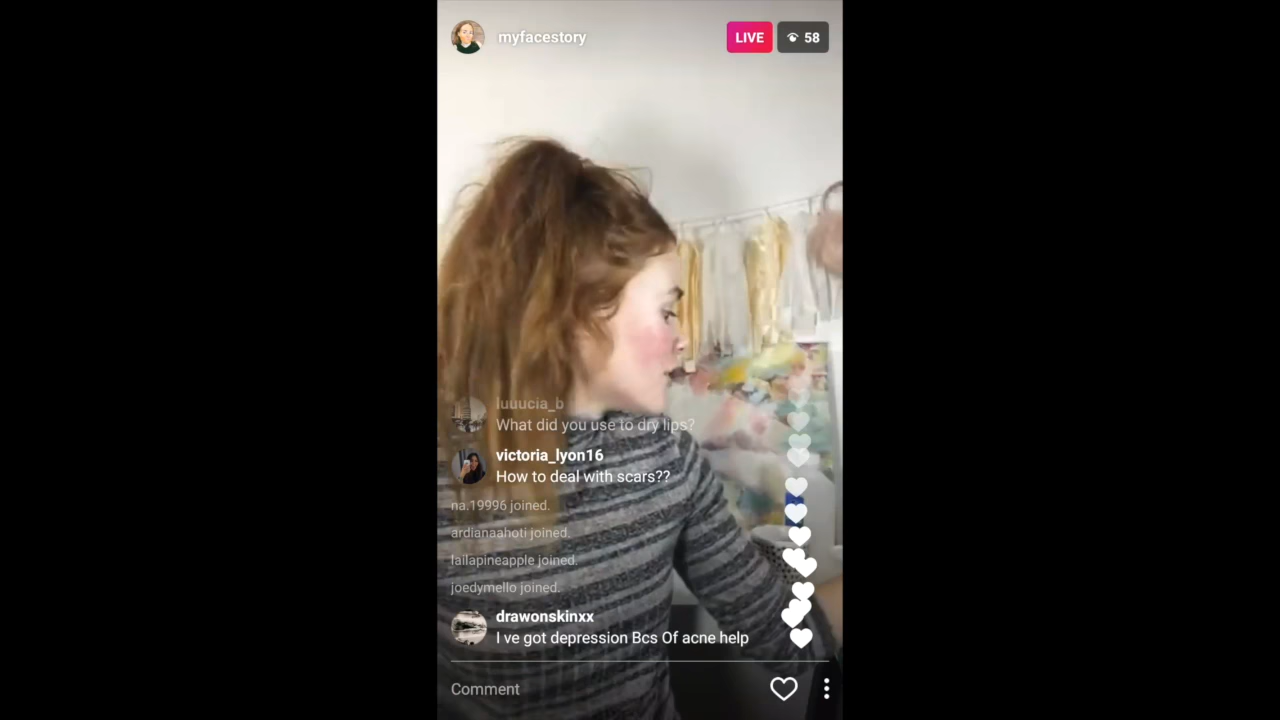 myfacestory
LIVE
58
luuucia_b
What did you use to dry lips?
victoria_lyon16
How to deal with scars??
na.19996 joined.
ardianaahoti joined.
lailapineapple joined.
joedymello joined.
drawonskinxx
I ve got depression Bcs Of acne help
Comment